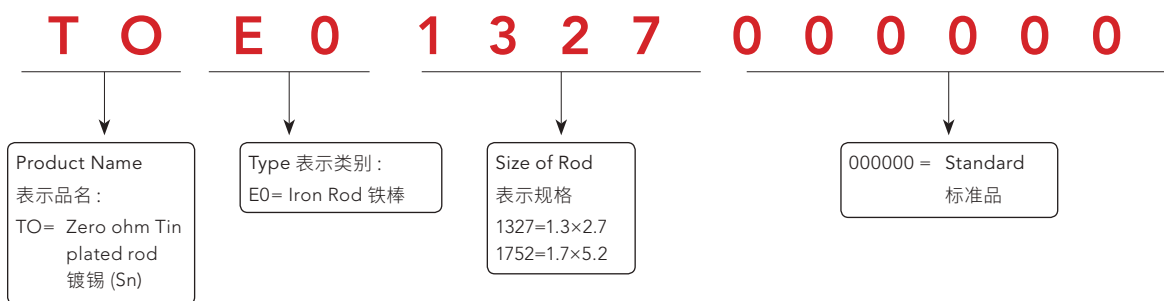 T O E 0 1 3 2 7 0 0 0 0 0 0
Product Name
表示品名 :
TO= Zero ohm Tin
plated rod
镀锡 (Sn)
Type 表示类别 :
E0= Iron Rod 铁棒
Size of Rod
表示规格
1327=1.3×2.7
1752=1.7×5.2
000000 = Standard
标准品